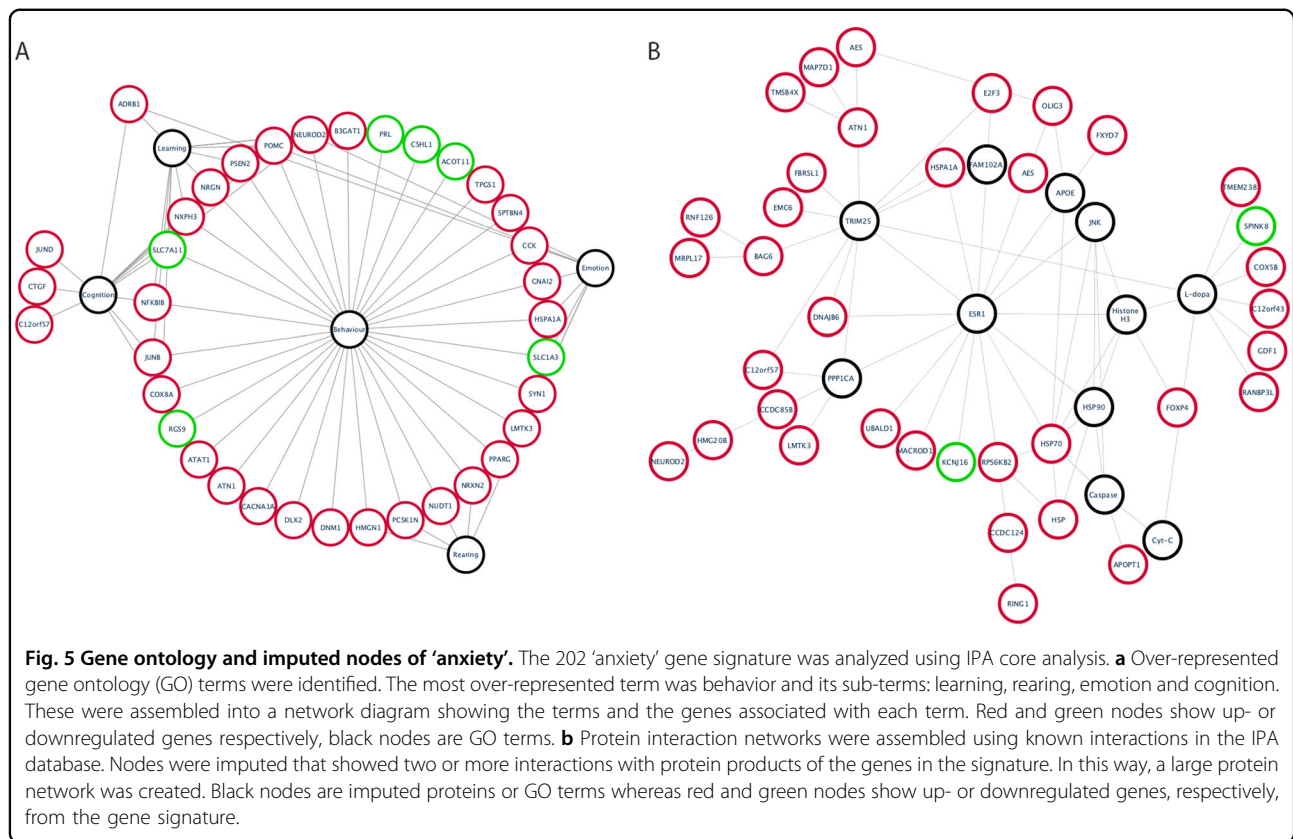 A
ADRB1
Learning
PSEN2
POMC
NEUROD2
B3GAT1
PRL
CSHL1
ACOT11
TPGS1
SPTBN4
CCK
Emotion
GNAI2
HSPA1A
SLC1A3
SYN1
LMTK3
PPARG
NRXN2
NUDT1
Rearing
PCSK1N
HMGN1
DNM1
DLX2
CACNA1A
ATN1
ATAT1
RGS9
COX8A
JUNB
NFKBIB
SLC7A11
NXPH3
NRGN
JUND
CTGF
C12orf57
Cognition
Behaviour
B
AES
MAP7D1
TMSB4X
ATN1
E2F3
OLIG3
FXYD7
FBRSL1
EMC6
HSPA1A
FAM102A
AES
APOE
JNK
TRIM25
RNF126
MRPL17
BAG6
TMEM238
SPINK8
COX5B
L-dopa
C12orf43
GDF1
RANBP3L
DNAJB6
ESR1
Histone
H3
C12orf57
PPP1CA
CCDC85B
HMG20B
NEUROD2
LMTK3
HSP90
FOXP4
UBALD1
MACROD1
KCNJ16
RPS6KB2
HSP70
Caspase
HSP
CCDC124
Cyt-C
APOPT1
RING1
Fig. 5 Gene ontology and imputed nodes of 'anxiety'. The 202 'anxiety' gene signature was analyzed using IPA core analysis. a Over-represented
gene ontology (GO) terms were identified. The most over-represented term was behavior and its sub-terms: learning, rearing, emotion and cognition.
These were assembled into a network diagram showing the terms and the genes associated with each term. Red and green nodes show up- or
downregulated genes respectively, black nodes are GO terms. b Protein interaction networks were assembled using known interactions in the IPA
database. Nodes were imputed that showed two or more interactions with protein products of the genes in the signature. In this way, a large protein
network was created. Black nodes are imputed proteins or GO terms whereas red and green nodes show up- or downregulated genes, respectively,
from the gene signature.